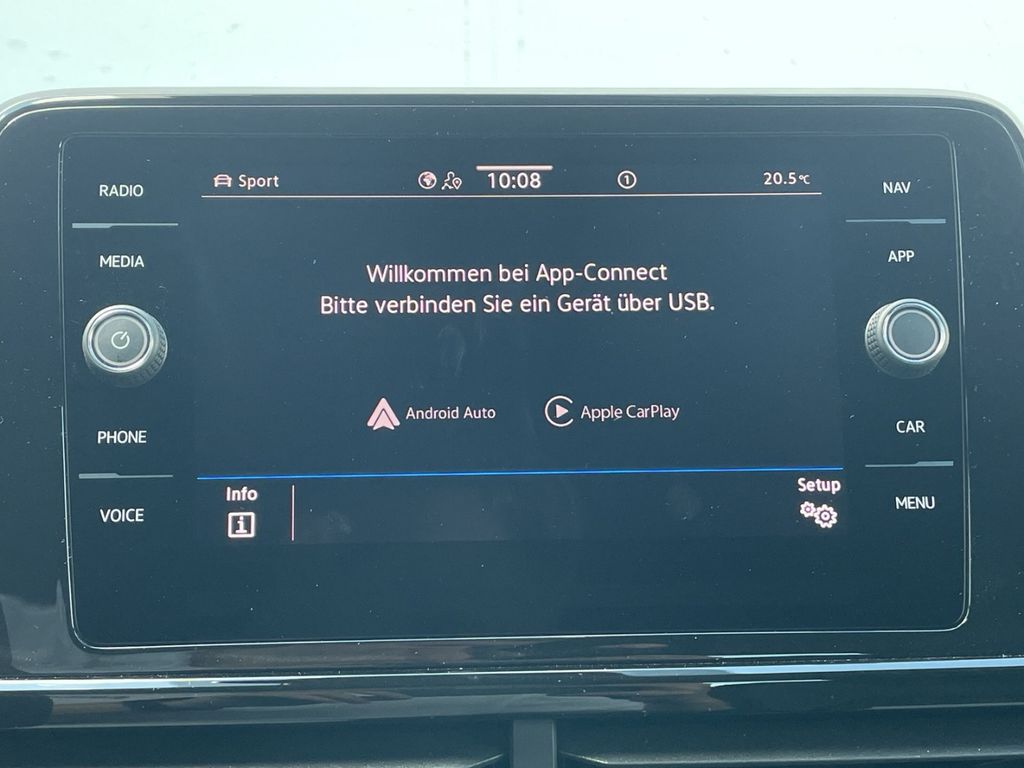 RADIO
MEDIA
PHONE
VOICE
Sport
10:08
1
20.5°C
Willkommen bei App-Connect
Bitte verbinden Sie ein Gerät über USB.
Android Auto
Apple CarPlay
Info
i
Setup
NAV
APP
CAR
MENU